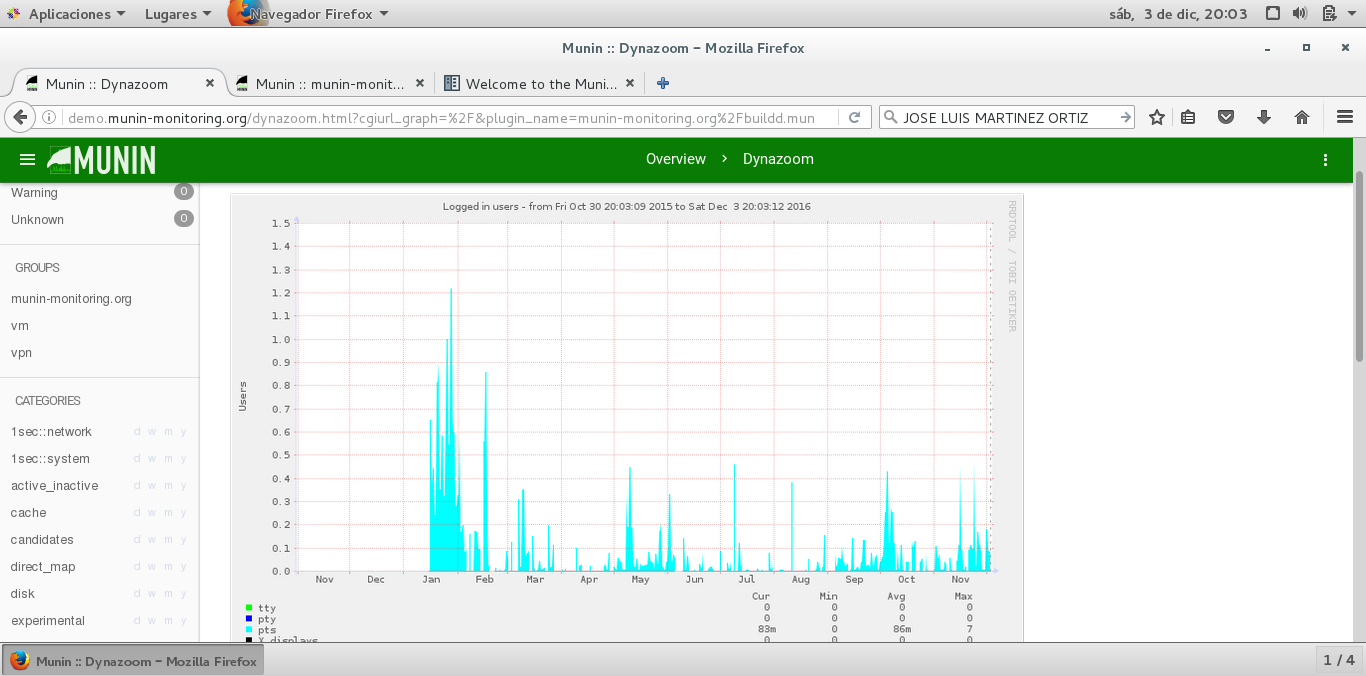 Aplicaciones Lugares Navegador Firefox sáb, 3 de dic, 20:03
Munin :: Dynazoom – Mozilla Firefox
Munin :: Dynazoom Munin :: munin-monit... Welcome to the Muni...
demo.munin-monitoring.org/dynazoom.html?cgiurl_graph=%2F&plugin_name=munin-monitoring.org%2Fbuildd.mun JOSE LUIS MARTINEZ ORTIZ
MUNIN Overview Dynazoom
Warning 0
Unknown 0
GROUPS
munin-monitoring.org
vm
vpn
CATEGORIES
1sec::network d w m y
1sec::system d w m y
active_inactive d w m y
cache d w m y
candidates d w m y
direct_map d w m y
disk d w m y
experimental d w m y
Logged in users - from Fri Oct 30 20:03:09 2015 to Sat Dec 3 20:03:12 2016
RRDTOOL / TOBI OETIKER
Users
1.5
1.4
1.3
1.2
1.1
1.0
0.9
0.8
0.7
0.6
0.5
0.4
0.3
0.2
0.1
0.0
Nov Dec Jan Feb Mar Apr May Jun Jul Aug Sep Oct Nov
Cur Min Avg Max
tty 0 0 0 0
pty 0 0 0 0
pts 83m 0 86m 7
X displays 0 0 0 0
Munin :: Dynazoom – Mozilla Firefox 1 / 4